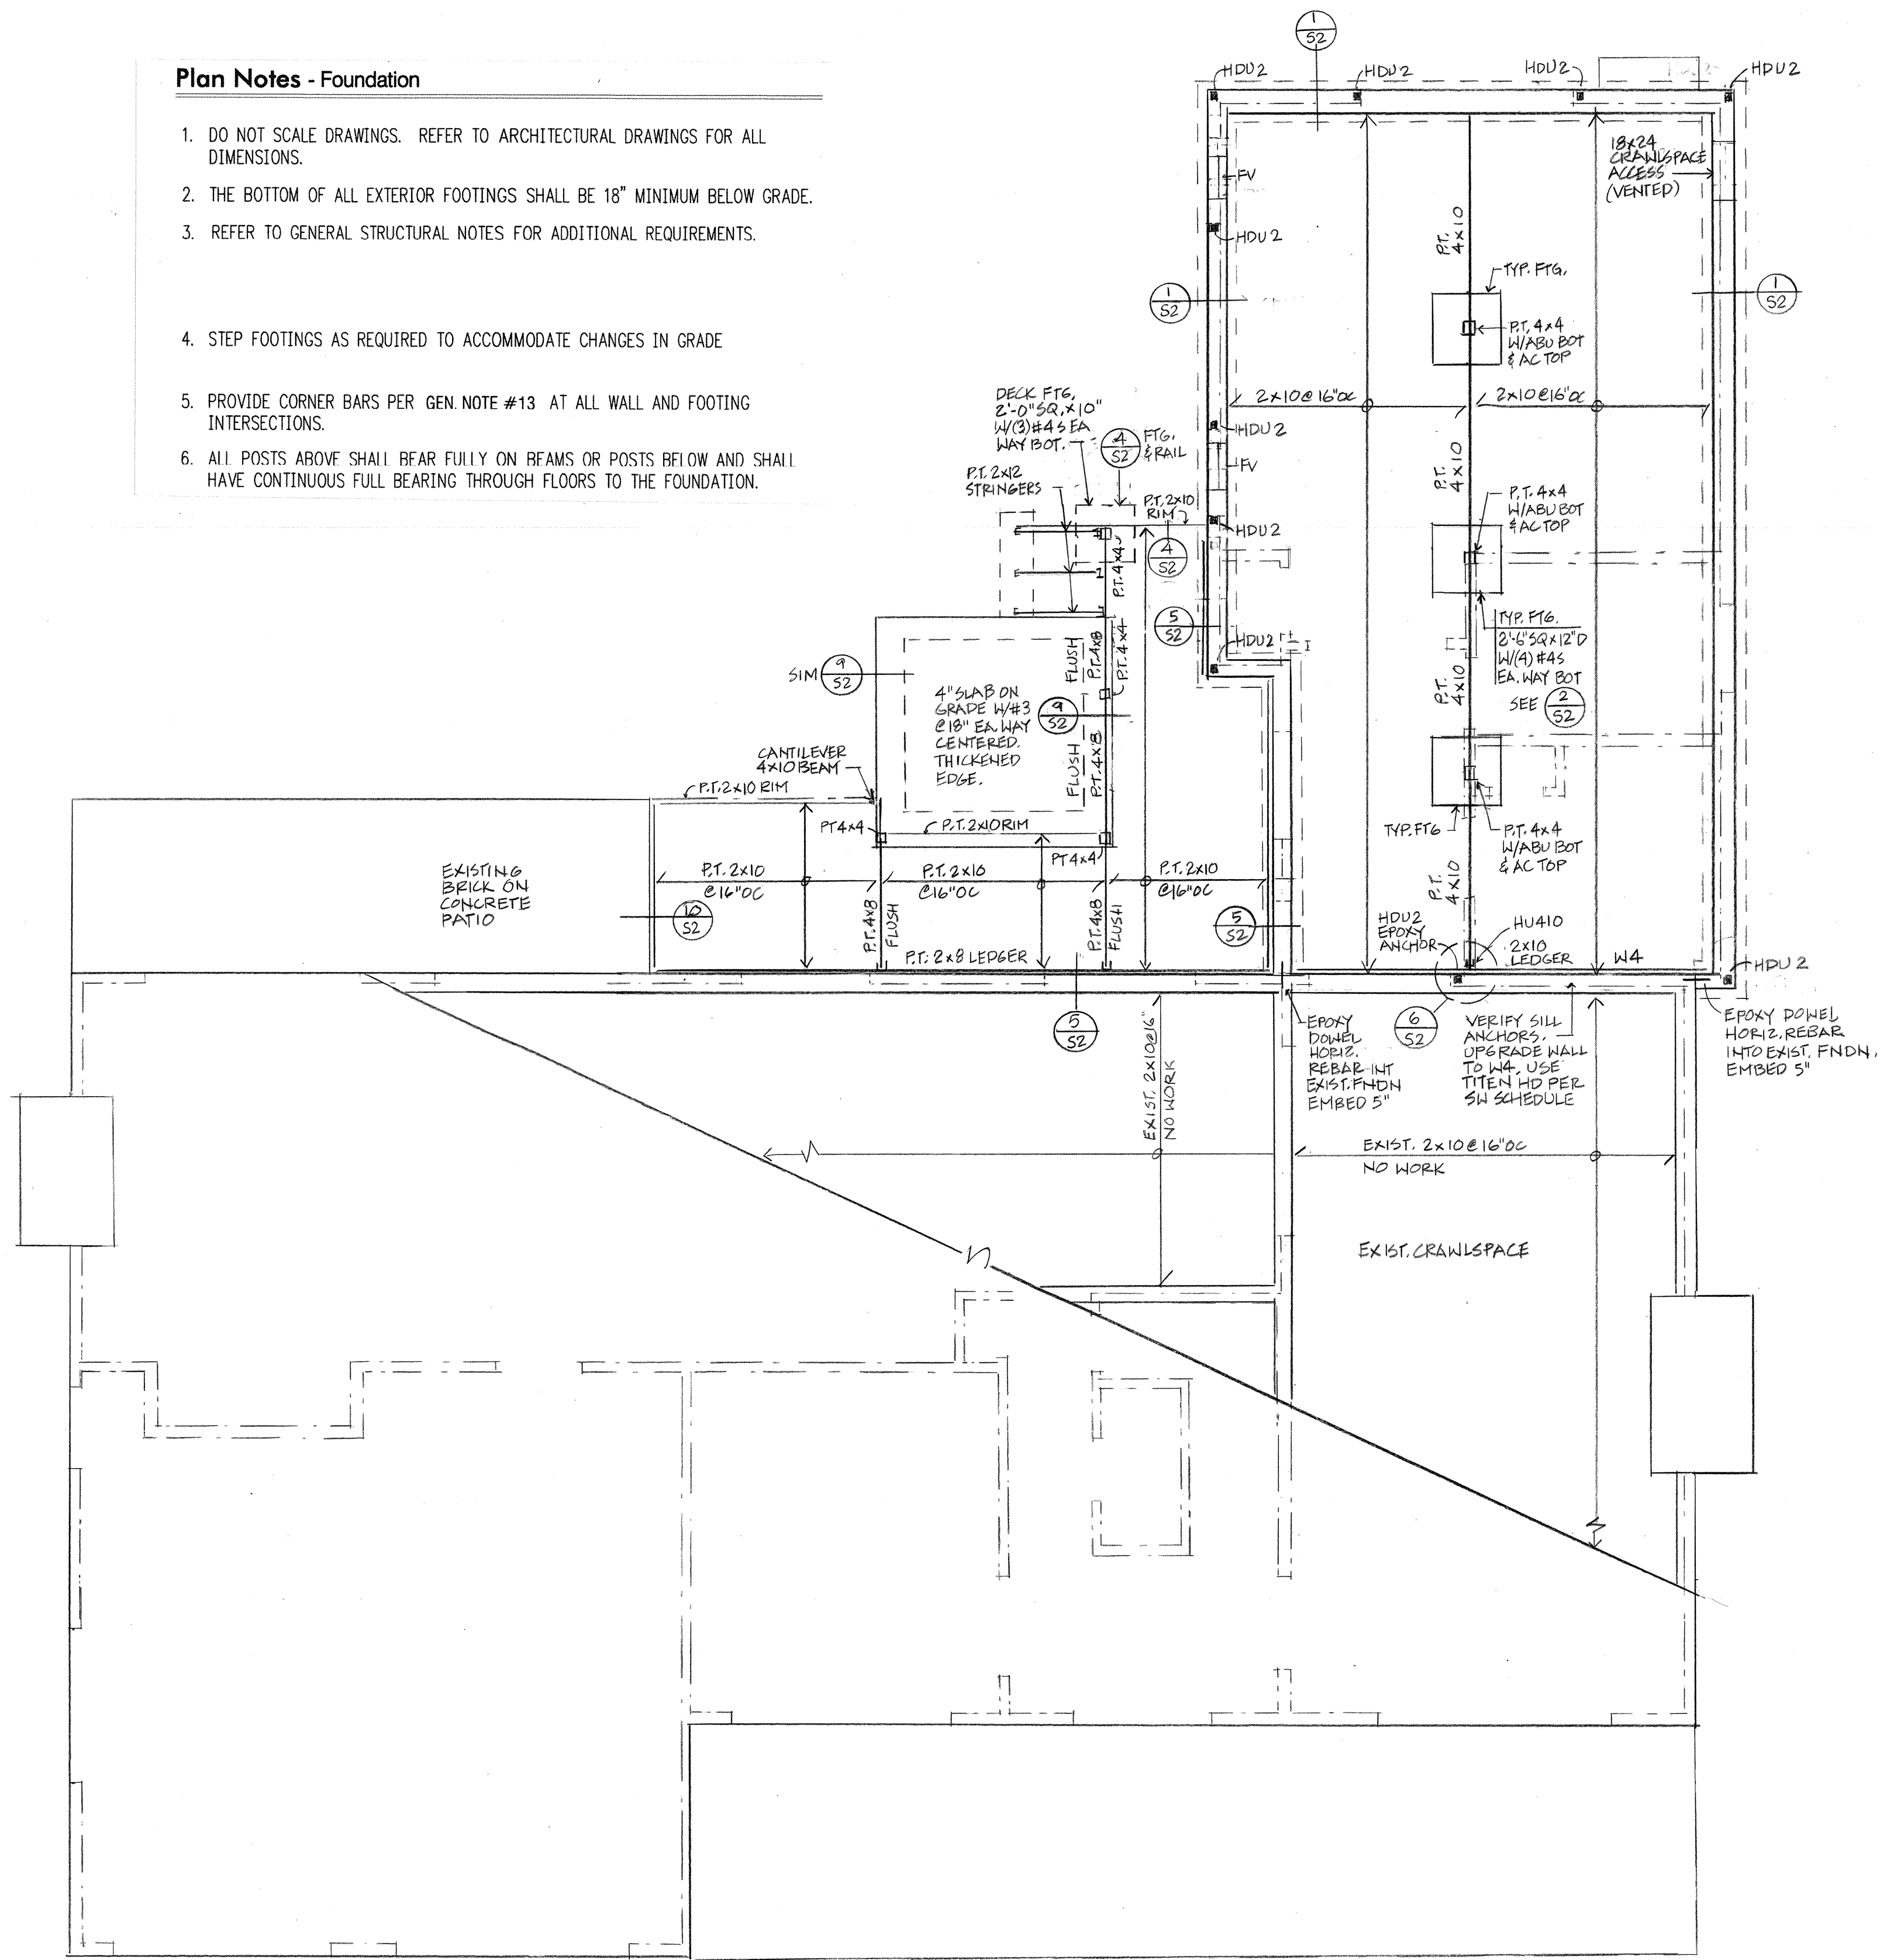 Plan Notes - Foundation
1. DO NOT SCALE DRAWINGS. REFER TO ARCHITECTURAL DRAWINGS FOR ALL
DIMENSIONS.
2. THE BOTTOM OF ALL EXTERIOR FOOTINGS SHALL BE 18" MINIMUM BELOW GRADE.
3. REFER TO GENERAL STRUCTURAL NOTES FOR ADDITIONAL REQUIREMENTS.
4. STEP FOOTINGS AS REQUIRED TO ACCOMMODATE CHANGES IN GRADE
5. PROVIDE CORNER BARS PER GEN. NOTE #13 AT ALL WALL AND FOOTING
INTERSECTIONS.
6. ALL POSTS ABOVE SHALL BEAR FULLY ON BEAMS OR POSTS BELOW AND SHALL
HAVE CONTINUOUS FULL BEARING THROUGH FLOORS TO THE FOUNDATION.
1
S2
HDU2
HDU2
HDU2
HDU2
18x24
CRAWLSPACE
ACCESS
(VENTED)
FV
HDU2
P.T.
4x10
TYP. FTG.
1
S2
1
S2
P.T. 4x4
W/ABU BOT
& AC TOP
2x10@16"OC
2x10@16"OC
DECK FTG,
2'-0"SQ.x10"
W/(3)#4S EA
WAY BOT.
4
S2
FTG.
& RAIL
HDU2
FV
P.T. 2x12
STRINGERS
P.T. 2x10
RIM
HDU2
P.T.
4x10
P.T. 4x4
W/ABU BOT
& AC TOP
4
S2
P.T. 4x4
5
S2
HDU2
TYP. FTG.
2'-6"SQx12"D
W/(4)#4S
EA. WAY BOT
SEE
2
S2
P.T.
4x10
SIM
9
S2
4" SLAB ON
GRADE W/#3
@18" EA. WAY
CENTERED.
THICKENED
EDGE.
9
S2
FLUSH
P.T. 4x8
P.T. 4x4
FLUSH
P.T. 4x8
CANTILEVER
4x10 BEAM
P.T. 2x10 RIM
PT 4x4
P.T. 2x10 RIM
PT 4x4
TYP. FTG
P.T. 4x4
W/ABU BOT
& AC TOP
EXISTING
BRICK ON
CONCRETE
PATIO
P.T. 2x10
@16"OC
P.T. 2x10
@16"OC
P.T. 2x10
@16"OC
10
S2
P.T. 4x8
FLUSH
P.T. 4x8
FLUSH
P.T. 2x8 LEDGER
5
S2
P.T.
4x10
HDU2
EPOXY
ANCHOR
HU410
2x10
LEDGER
W4
HDU2
5
S2
EPOXY
DOWEL
HORIZ.
REBAR INT
EXIST. FNDN
EMBED 5"
6
S2
VERIFY SILL
ANCHORS.
UPGRADE WALL
TO W4. USE
TITEN HD PER
SW SCHEDULE
EPOXY DOWEL
HORIZ. REBAR
INTO EXIST. FNDN.
EMBED 5"
EXIST. 2x10@16"
NO WORK
EXIST. 2x10@16"OC
NO WORK
EXIST. CRAWLSPACE